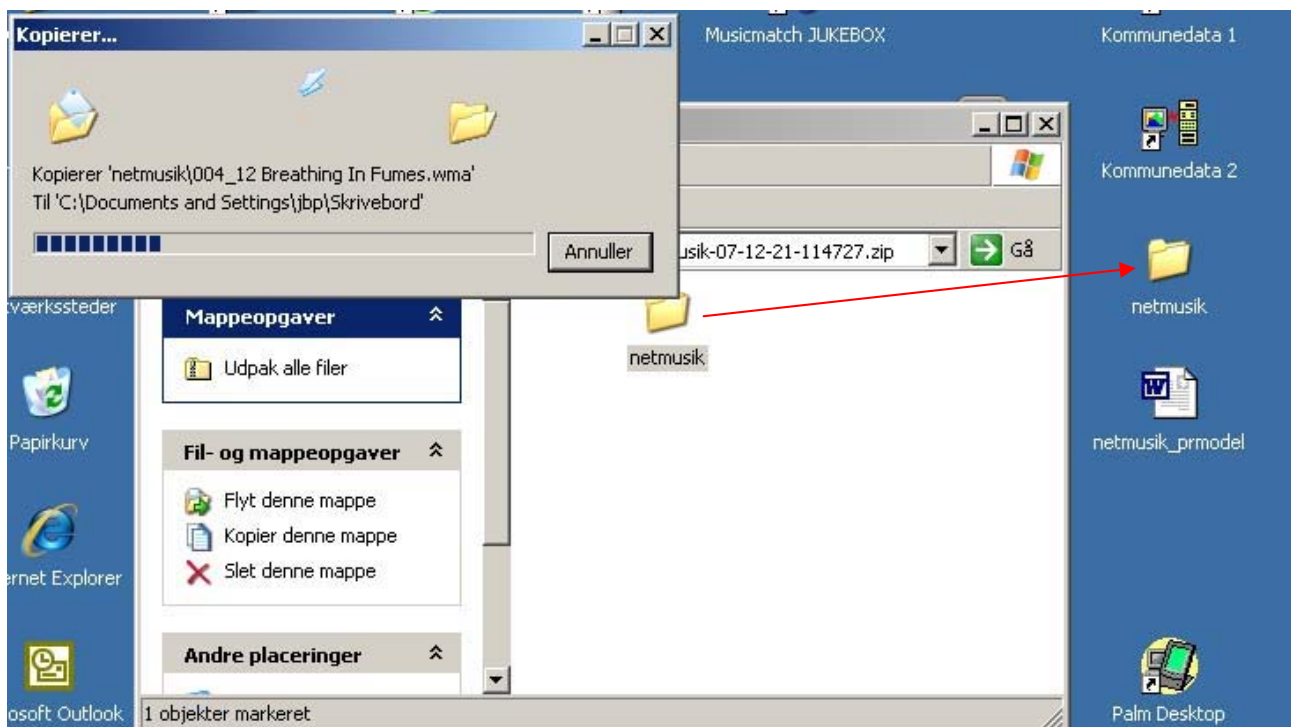 Kopierer...
Kopierer 'netmusik\004_12 Breathing In Fumes.wma'
Til 'C:\Documents and Settings\jbp\Skrivebord'
Annuller
Musicmatch JUKEBOX
Kommunedata 1
Kommunedata 2
usik-07-12-21-114727.zip
Gå
netmusik
netmusik_prmodel
Palm Desktop
værkssteder
Papirkurv
ernet Explorer
osoft Outlook
Mappeopgaver
Udpak alle filer
Fil- og mappeopgaver
Flyt denne mappe
Kopier denne mappe
Slet denne mappe
Andre placeringer
netmusik
1 objekter markeret